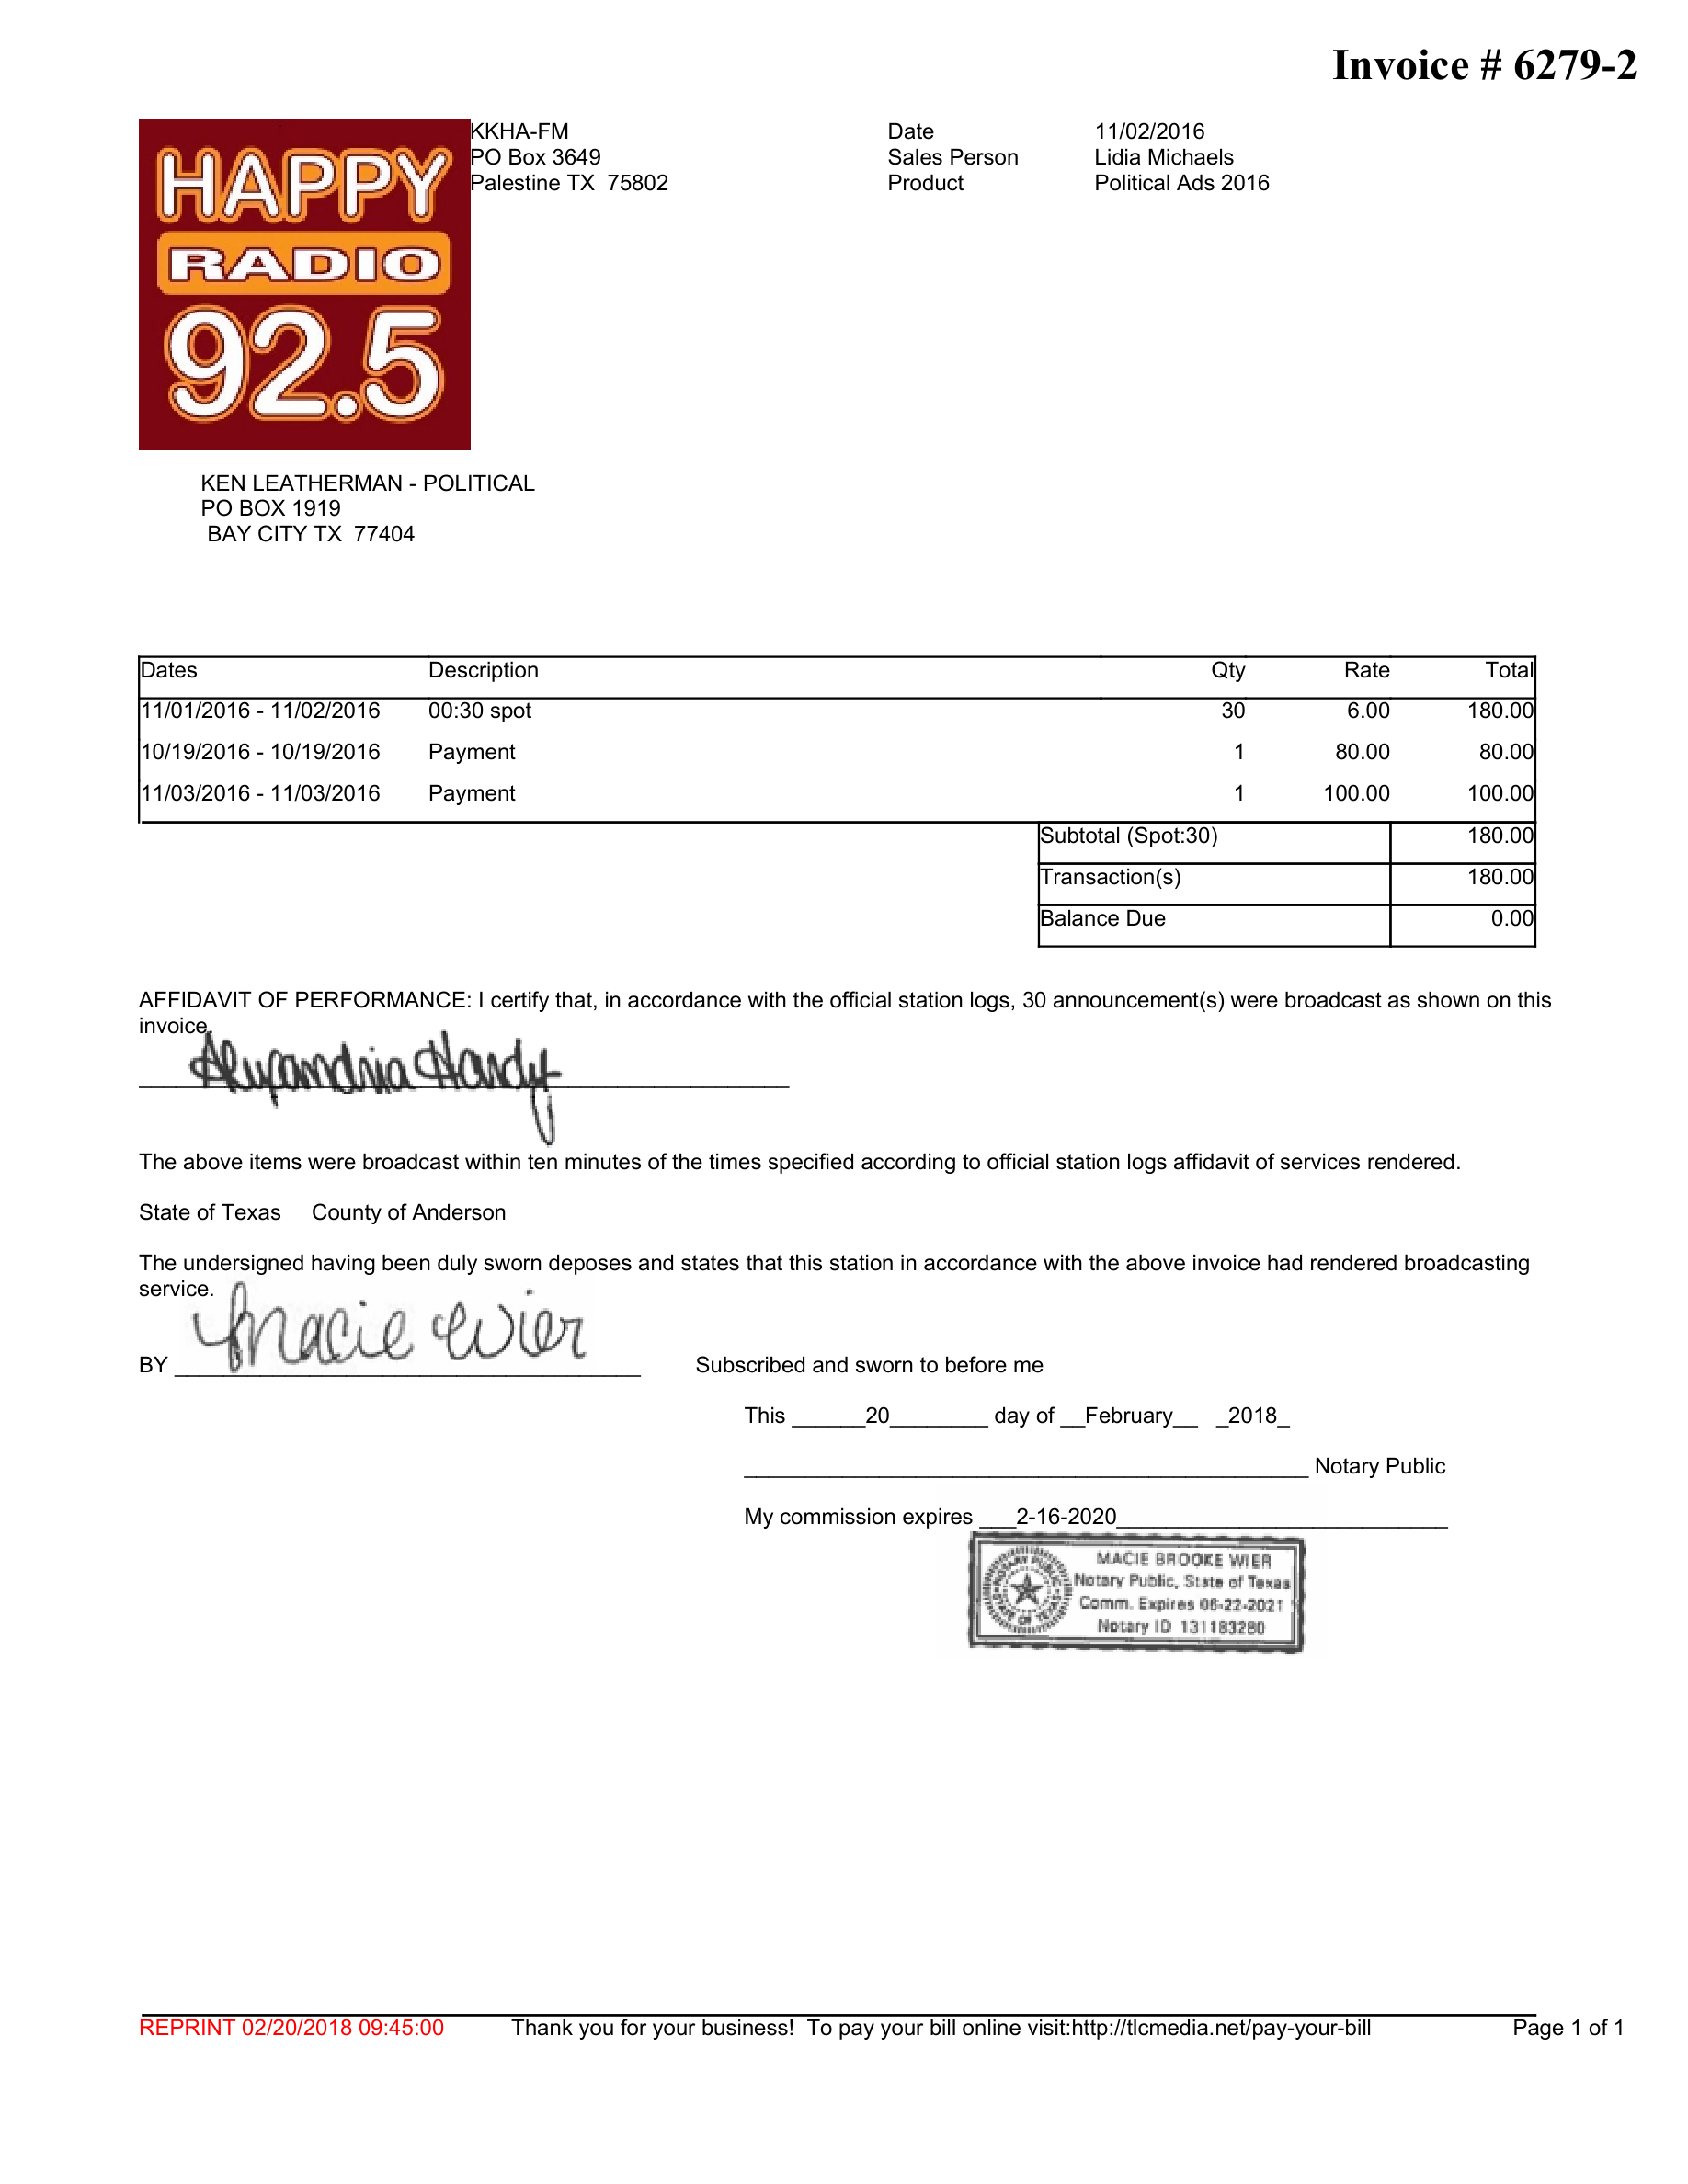 Invoice # 6279-2
HAPPY
RADIO
92.5
KKHA-FM
PO Box 3649
Palestine TX  75802
Date 11/02/2016
Sales Person Lidia Michaels
Product Political Ads 2016
KEN LEATHERMAN - POLITICAL
PO BOX 1919
BAY CITY TX  77404
Dates Description Qty Rate Total
11/01/2016 - 11/02/2016 00:30 spot 30 6.00 180.00
10/19/2016 - 10/19/2016 Payment 1 80.00 80.00
11/03/2016 - 11/03/2016 Payment 1 100.00 100.00
Subtotal (Spot:30) 180.00
Transaction(s) 180.00
Balance Due 0.00
AFFIDAVIT OF PERFORMANCE: I certify that, in accordance with the official station logs, 30 announcement(s) were broadcast as shown on this
invoice.
Alyxandria Hardy
The above items were broadcast within ten minutes of the times specified according to official station logs affidavit of services rendered.
State of Texas County of Anderson
The undersigned having been duly sworn deposes and states that this station in accordance with the above invoice had rendered broadcasting
service.
Macie Wier
BY ______________________________________ Subscribed and sworn to before me
This ______20________ day of __February__ _2018_
______________________________________________ Notary Public
My commission expires ___2-16-2020___________________________
NOTARY PUBLIC
STATE OF TEXAS
MACIE BROOKE WIER
Notary Public, State of Texas
Comm. Expires 06-22-2021
Notary ID 131183280
REPRINT 02/20/2018 09:45:00 Thank you for your business!  To pay your bill online visit:http://tlcmedia.net/pay-your-bill Page 1 of 1